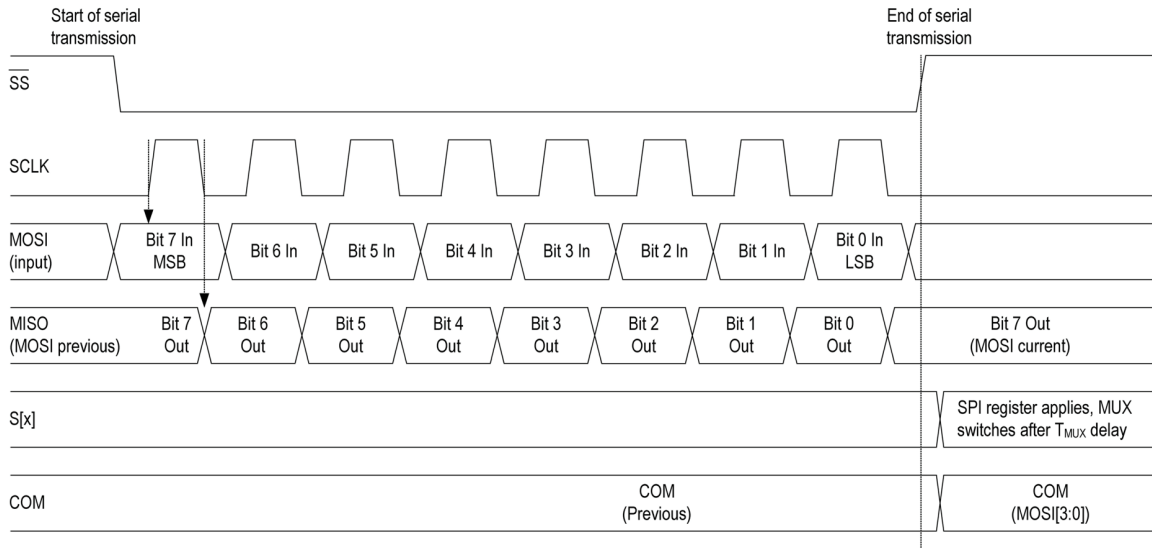 Start of serial
transmission
End of serial
transmission
SS
SCLK
MOSI
(input)
Bit 7 In
MSB
Bit 6 In
Bit 5 In
Bit 4 In
Bit 3 In
Bit 2 In
Bit 1 In
Bit 0 In
LSB
MISO
(MOSI previous)
Bit 7
Out
Bit 6
Out
Bit 5
Out
Bit 4
Out
Bit 3
Out
Bit 2
Out
Bit 1
Out
Bit 0
Out
Bit 7 Out
(MOSI current)
S[x]
SPI register applies, MUX
switches after TMUX delay
COM
COM
(Previous)
COM
(MOSI[3:0])